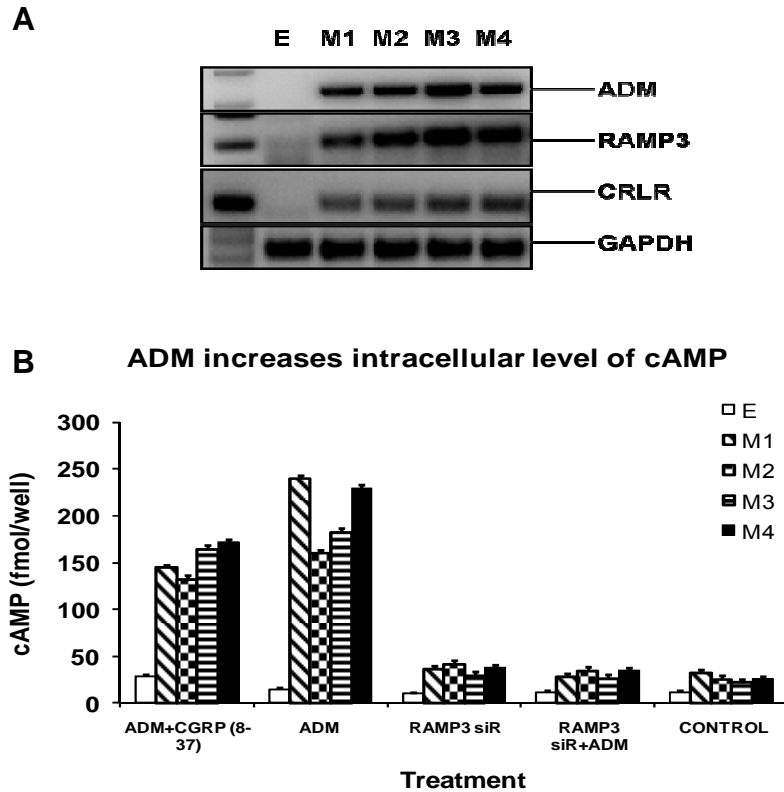 A
E M1 M2 M3 M4
ADM
RAMP3
CRLR
GAPDH
B
ADM increases intracellular level of cAMP
300
250
200
150
100
50
0
cAMP (fmol/well)
E
M1
M2
M3
M4
ADM+CGRP (8-
37)
ADM
RAMP3 siR
RAMP3
siR+ADM
CONTROL
Treatment